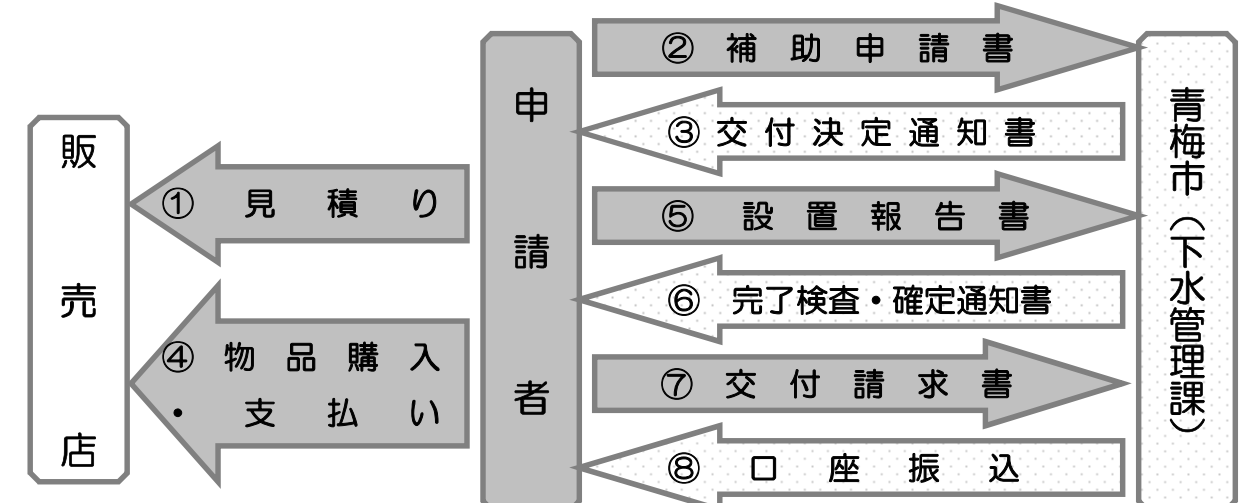 販売店
① 見積り
④ 物品購入
・支払い
申請者
② 補助申請書
③ 交付決定通知書
⑤ 設置報告書
⑥ 完了検査・確定通知書
⑦ 交付請求書
⑧ 口座振込
青梅市（下水管理課）